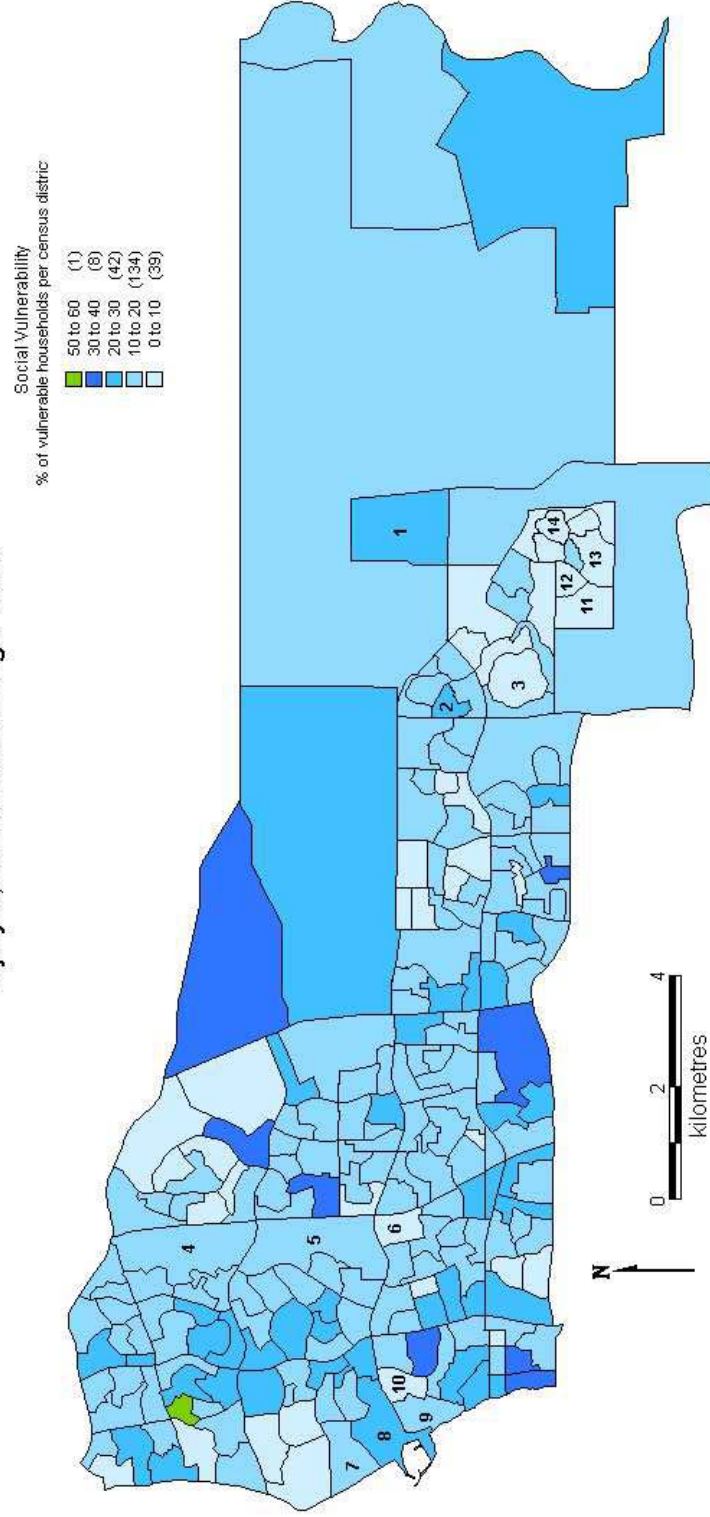 Social Vulnerability
% of vulnerable households per census distric
50 to 60 (1)
30 to 40 (8)
20 to 30 (42)
10 to 20 (134)
0 to 10 (39)
1
2
3
4
5
6
7
8
9
10
11
12
13
14
N
0 2 4
kilometres